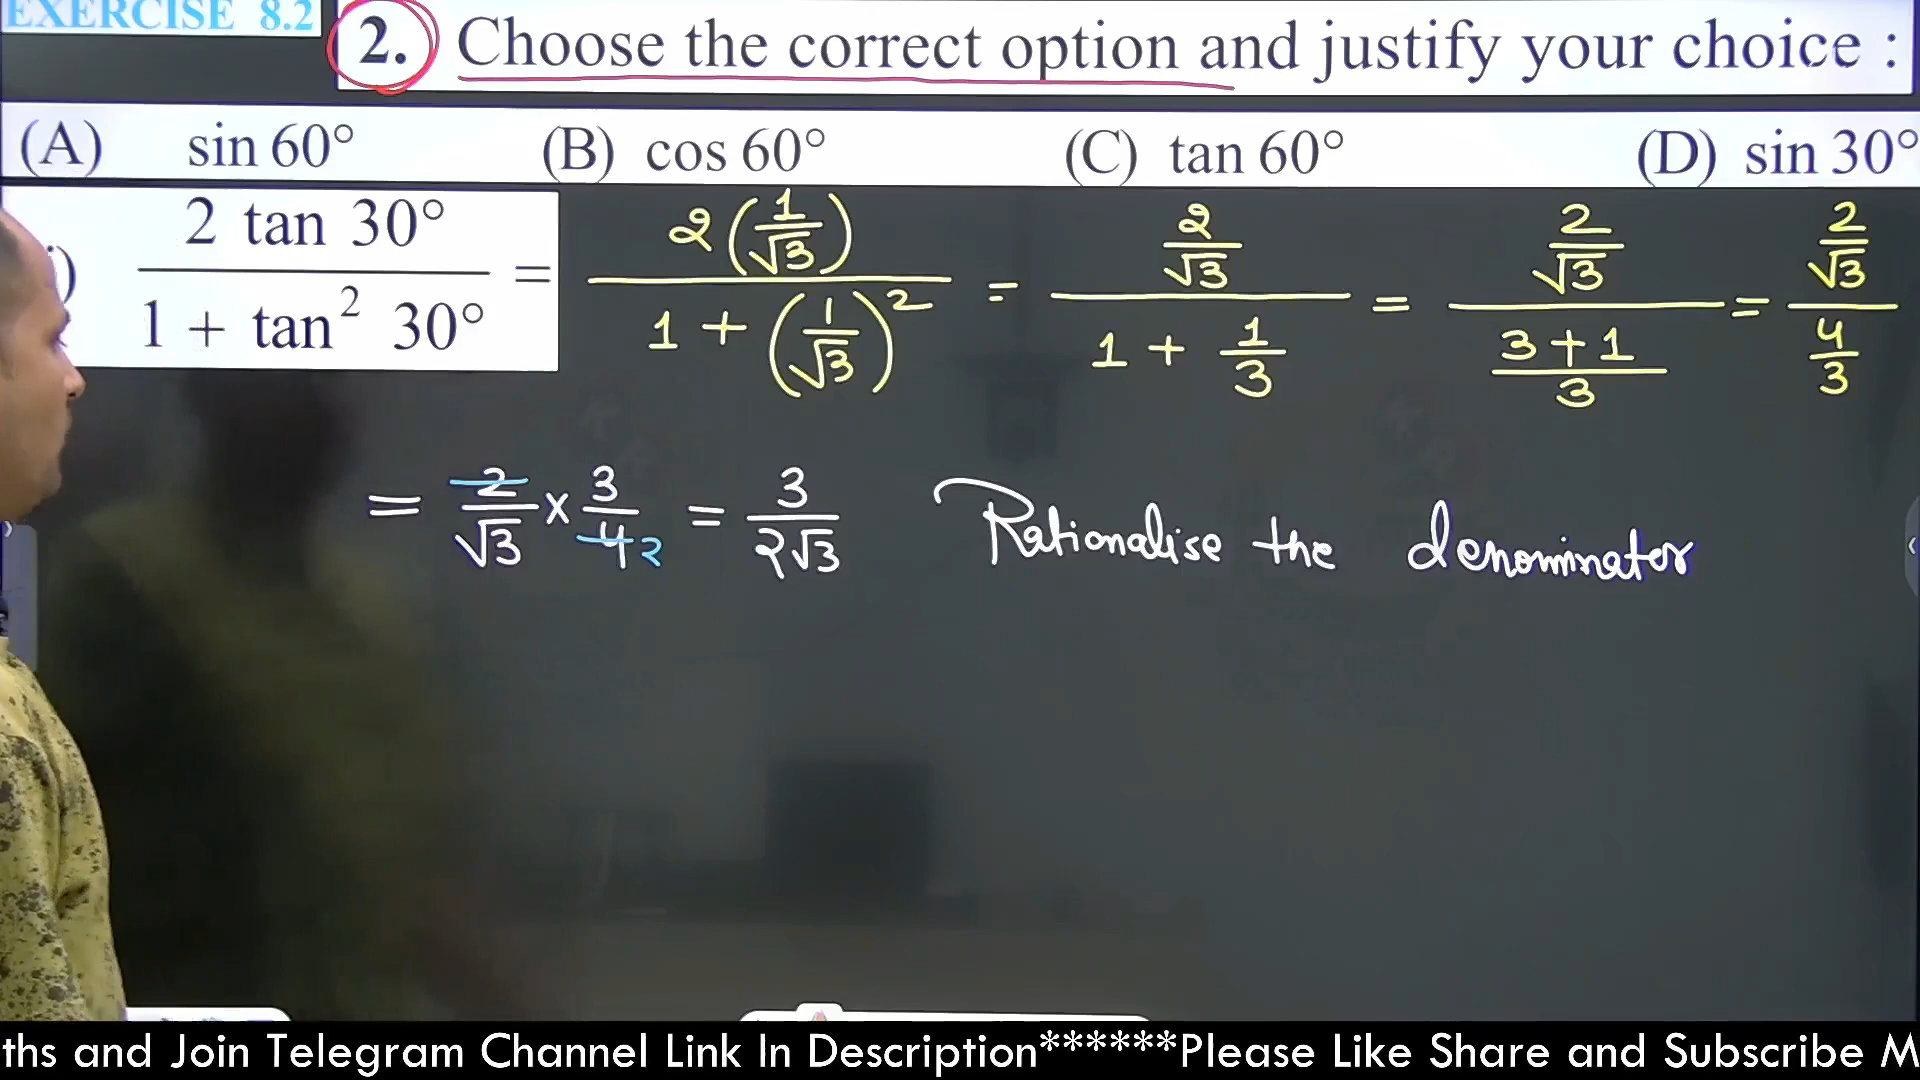 EXERCISE 8.2
2. Choose the correct option and justify your choice :
(A) sin 60° (B) cos 60° (C) tan 60° (D) sin 30°
i) 2 tan 30° / 1 + tan² 30° = 2(1/√3) / 1 + (1/√3)² = 2/√3 / 1 + 1/3 = 2/√3 / 3+1/3 = 2/√3 / 4/3
= 2/√3 × 3/4 2 = 3/2√3 Rationalise the denominator
ths and Join Telegram Channel Link In Description******Please Like Share and Subscribe M